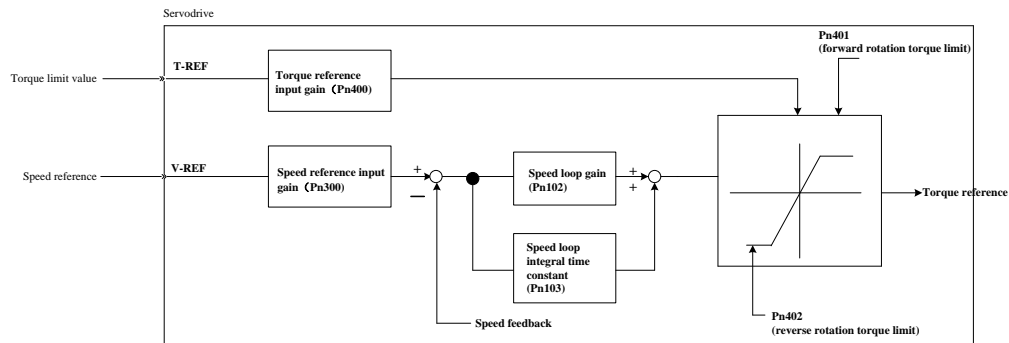 Servodrive
Pn401
(forward rotation torque limit)
T-REF
Torque limit value
Torque reference
input gain（Pn400）
V-REF
Speed reference
Speed reference input
gain（Pn300）
+
−
Speed loop gain
(Pn102)
+
+
Torque reference
Speed loop
integral time
constant
(Pn103)
Speed feedback
Pn402
(reverse rotation torque limit)